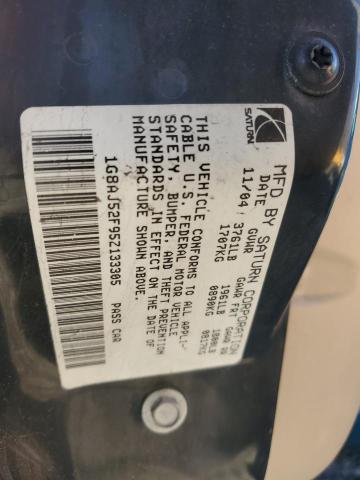 SATURN
MFD BY SATURN CORPORATION
DATE GVWR GAWR FRT GAWR RR
11/04 3761LB 1961LB 1800LB
1707KG 0890KG 0817KG
THIS VEHICLE CONFORMS TO ALL APPLI-
CABLE U.S. FEDERAL MOTOR VEHICLE
SAFETY, BUMPER, AND THEFT PREVENTION
STANDARDS IN EFFECT ON THE DATE OF
MANUFACTURE SHOWN ABOVE.
1G8AJ52F95Z133305 PASS CAR